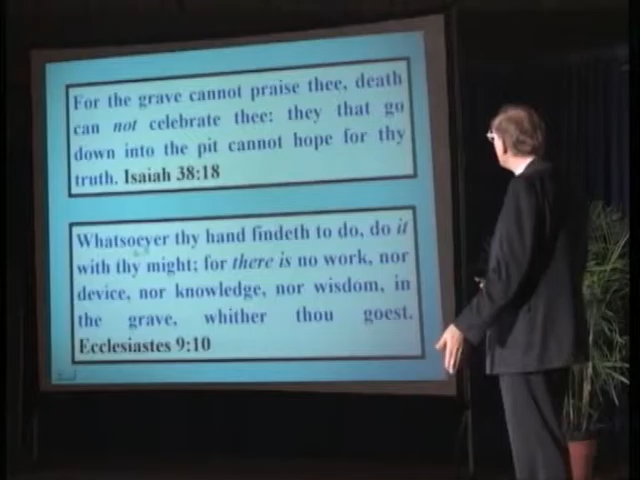 For the grave cannot praise thee, death
can not celebrate thee: they that go
down into the pit cannot hope for thy
truth. Isaiah 38:18
Whatsoever thy hand findeth to do, do it
with thy might; for there is no work, nor
device, nor knowledge, nor wisdom, in
the grave, whither thou goest.
Ecclesiastes 9:10